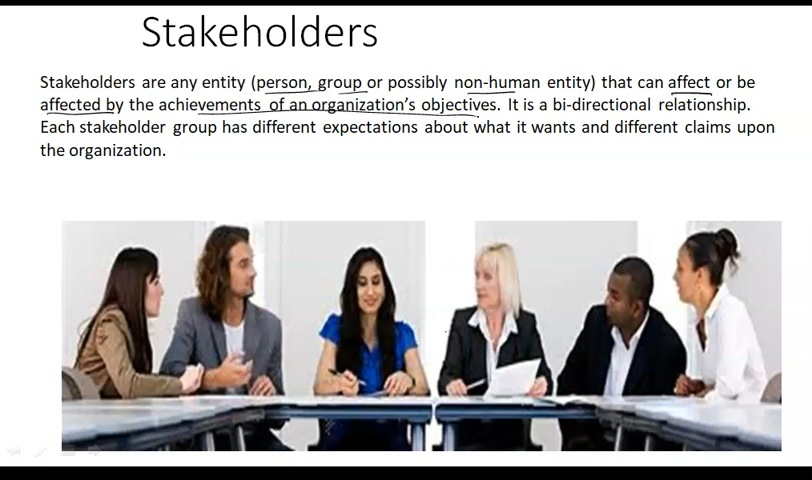 Stakeholders
Stakeholders are any entity (person, group or possibly non-human entity) that can affect or be
affected by the achievements of an organization's objectives. It is a bi-directional relationship.
Each stakeholder group has different expectations about what it wants and different claims upon
the organization.